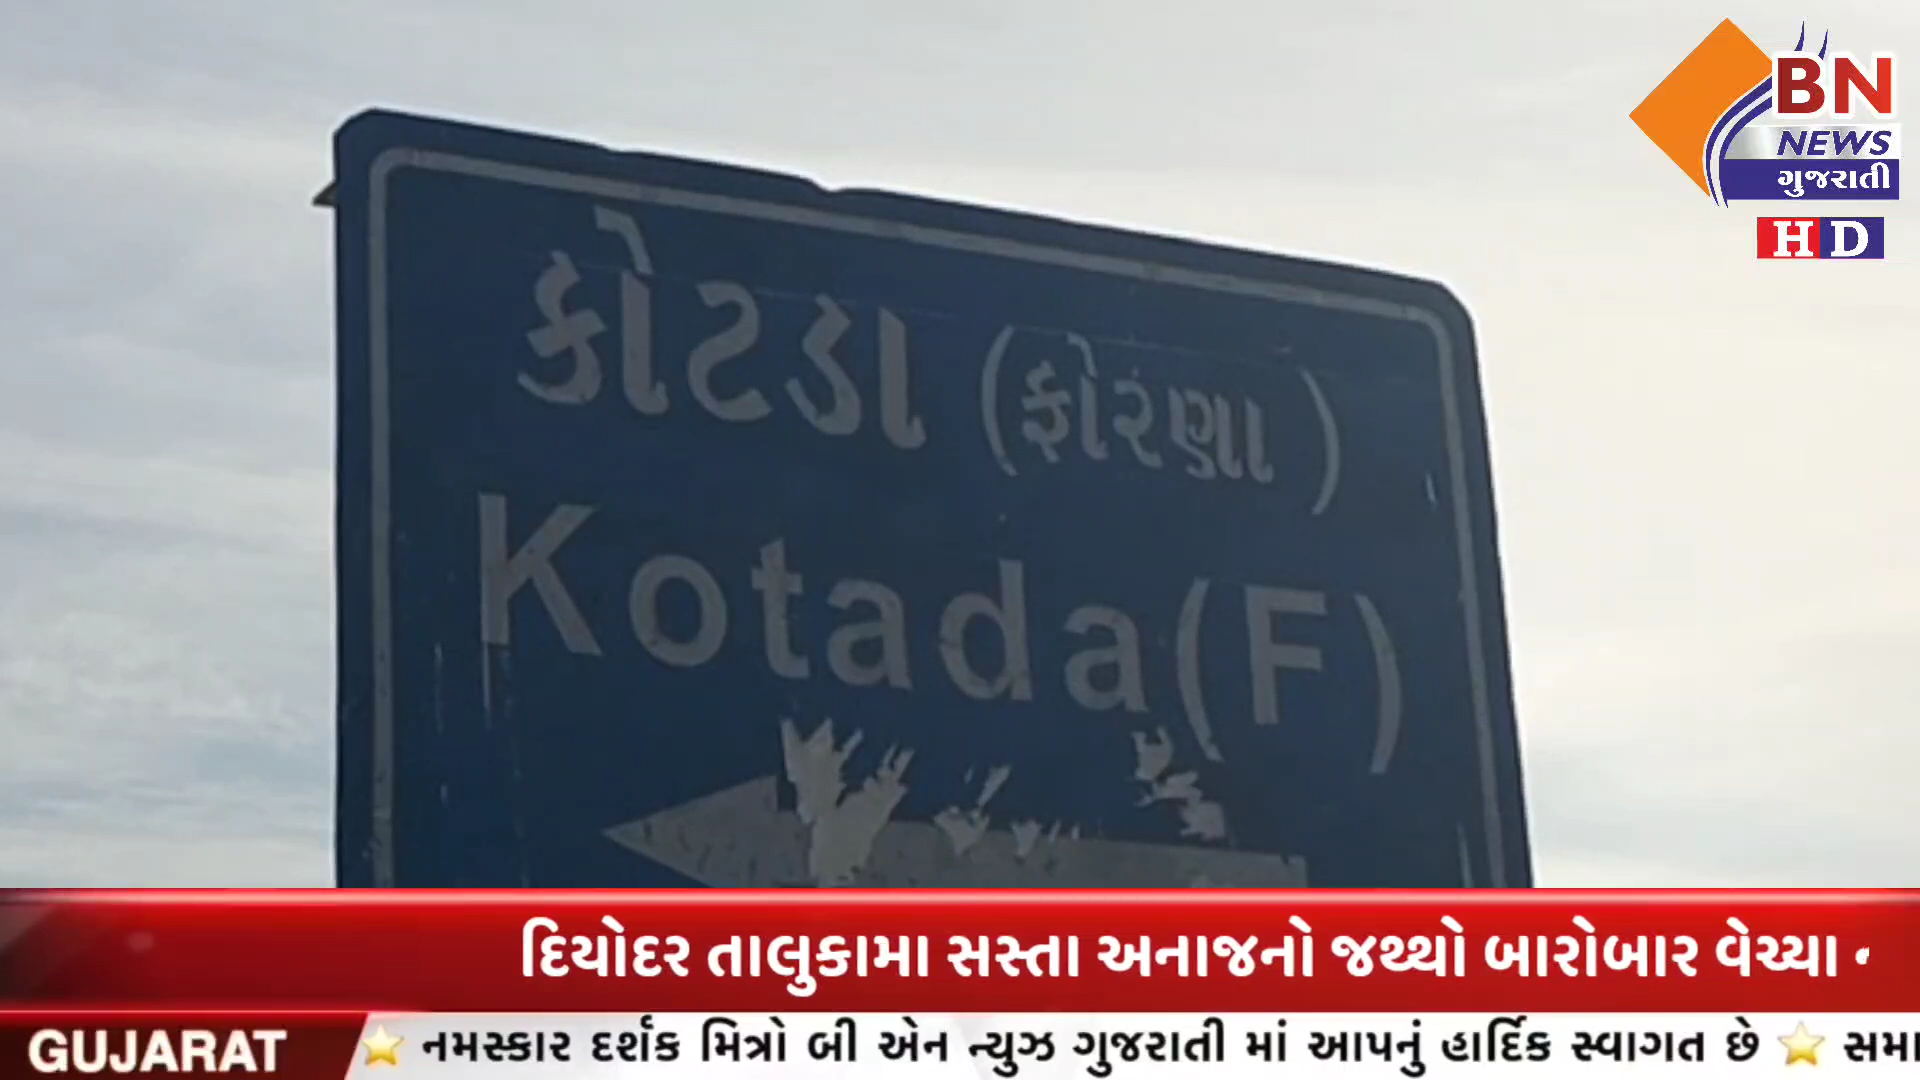 BN
NEWS
ગુજરાતી
HD
કોટડા (ફોરણા)
Kotada(F)
દિયોદર તાલુકામા સસ્તા અનાજનો જથ્થો બારોબાર વેચ્યા
GUJARAT
નમસ્કાર દર્શક મિત્રો બી એન ન્યુઝ ગુજરાતી માં આપનું હાર્દિક સ્વાગત છે